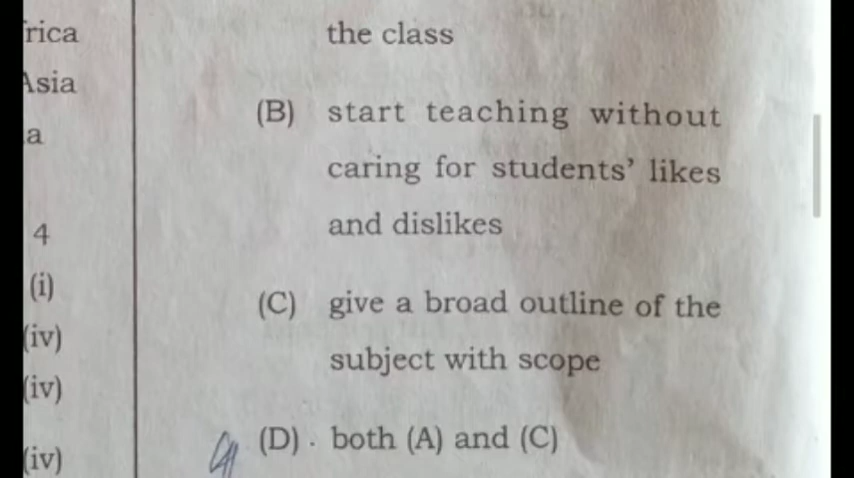 rica
Asia
a
4
(i)
(iv)
(iv)
(iv)
the class
(B) start teaching without
caring for students’ likes
and dislikes
(C) give a broad outline of the
subject with scope
(D) . both (A) and (C)